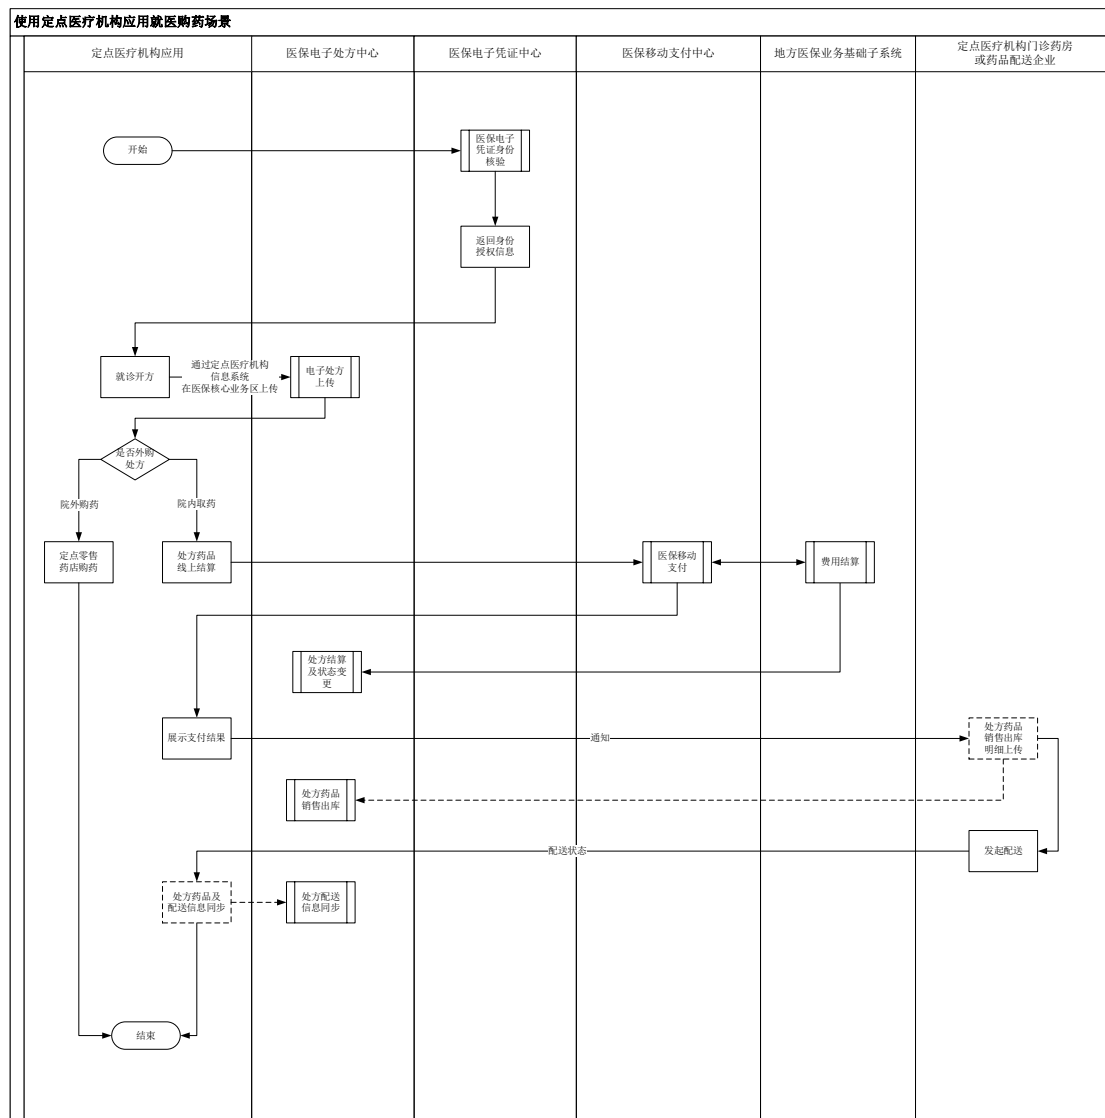 使用定点医疗机构应用就医购药场景
定点医疗机构应用
医保电子处方中心
医保电子凭证中心
医保移动支付中心
地方医保业务基础子系统
定点医疗机构门诊药房
或药品配送企业
开始
医保电子
凭证身份
核验
返回身份
授权信息
就诊开方
通过定点医疗机构
信息系统
在医保核心业务区上传
电子处方
上传
是否外购
处方
院外购药
院内取药
定点零售
药店购药
处方药品
线上结算
医保移动
支付
费用结算
处方结算
及状态变
更
展示支付结果
通知
处方药品
销售出库
明细上传
处方药品
销售出库
配送状态
发起配送
处方药品及
配送信息同步
处方配送
信息同步
结束